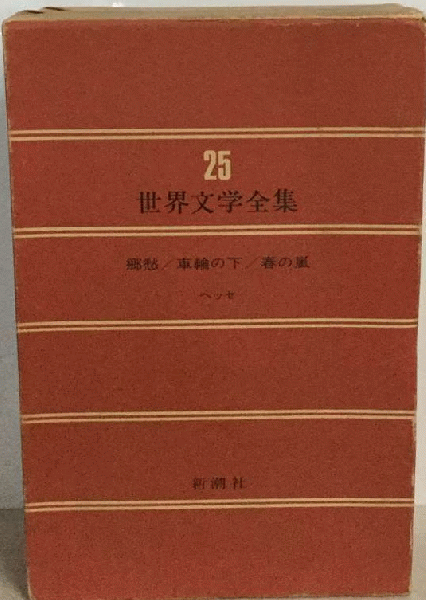 25
世界文学全集
郷愁／車輪の下／春の嵐
ヘッセ
新潮社